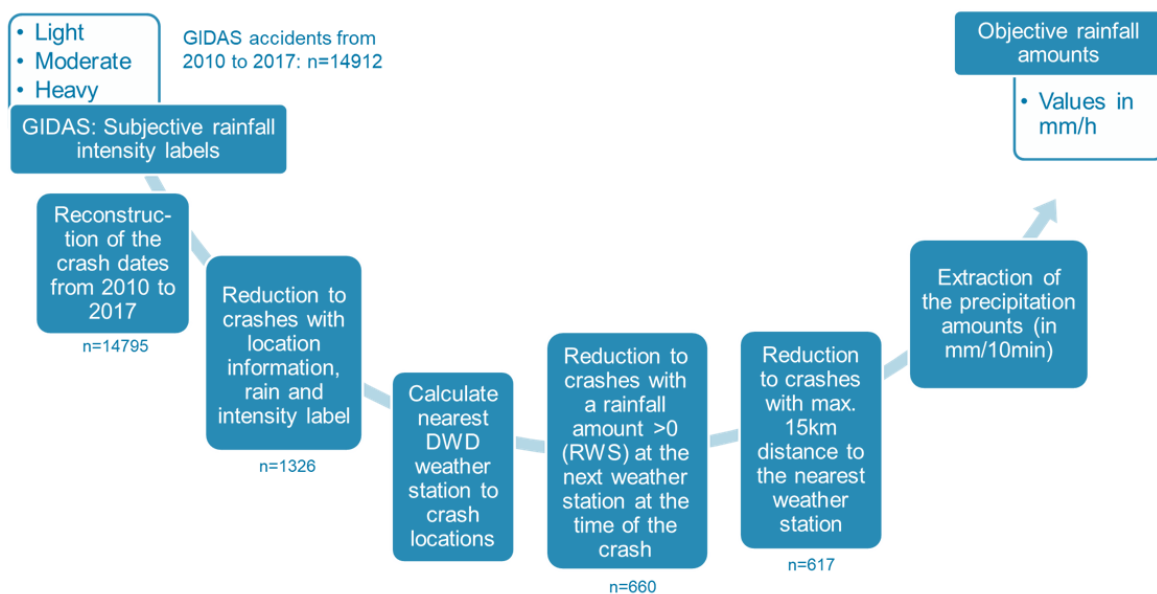 • Light
• Moderate
• Heavy
GIDAS: Subjective rainfall
intensity labels
GIDAS accidents from
2010 to 2017: n=14912
Reconstruc-
tion of the
crash dates
from 2010 to
2017
n=14795
Reduction to
crashes with
location
information,
rain and
intensity label
n=1326
Calculate
nearest
DWD
weather
station to
crash
locations
Reduction to
crashes with a
rainfall
amount >0
(RWS) at the
next weather
station at the
time of the
crash
n=660
Reduction
to crashes
with max.
15km
distance to
the nearest
weather
station
n=617
Extraction of
the precipitation
amounts (in
mm/10min)
Objective rainfall
amounts
• Values in
mm/h